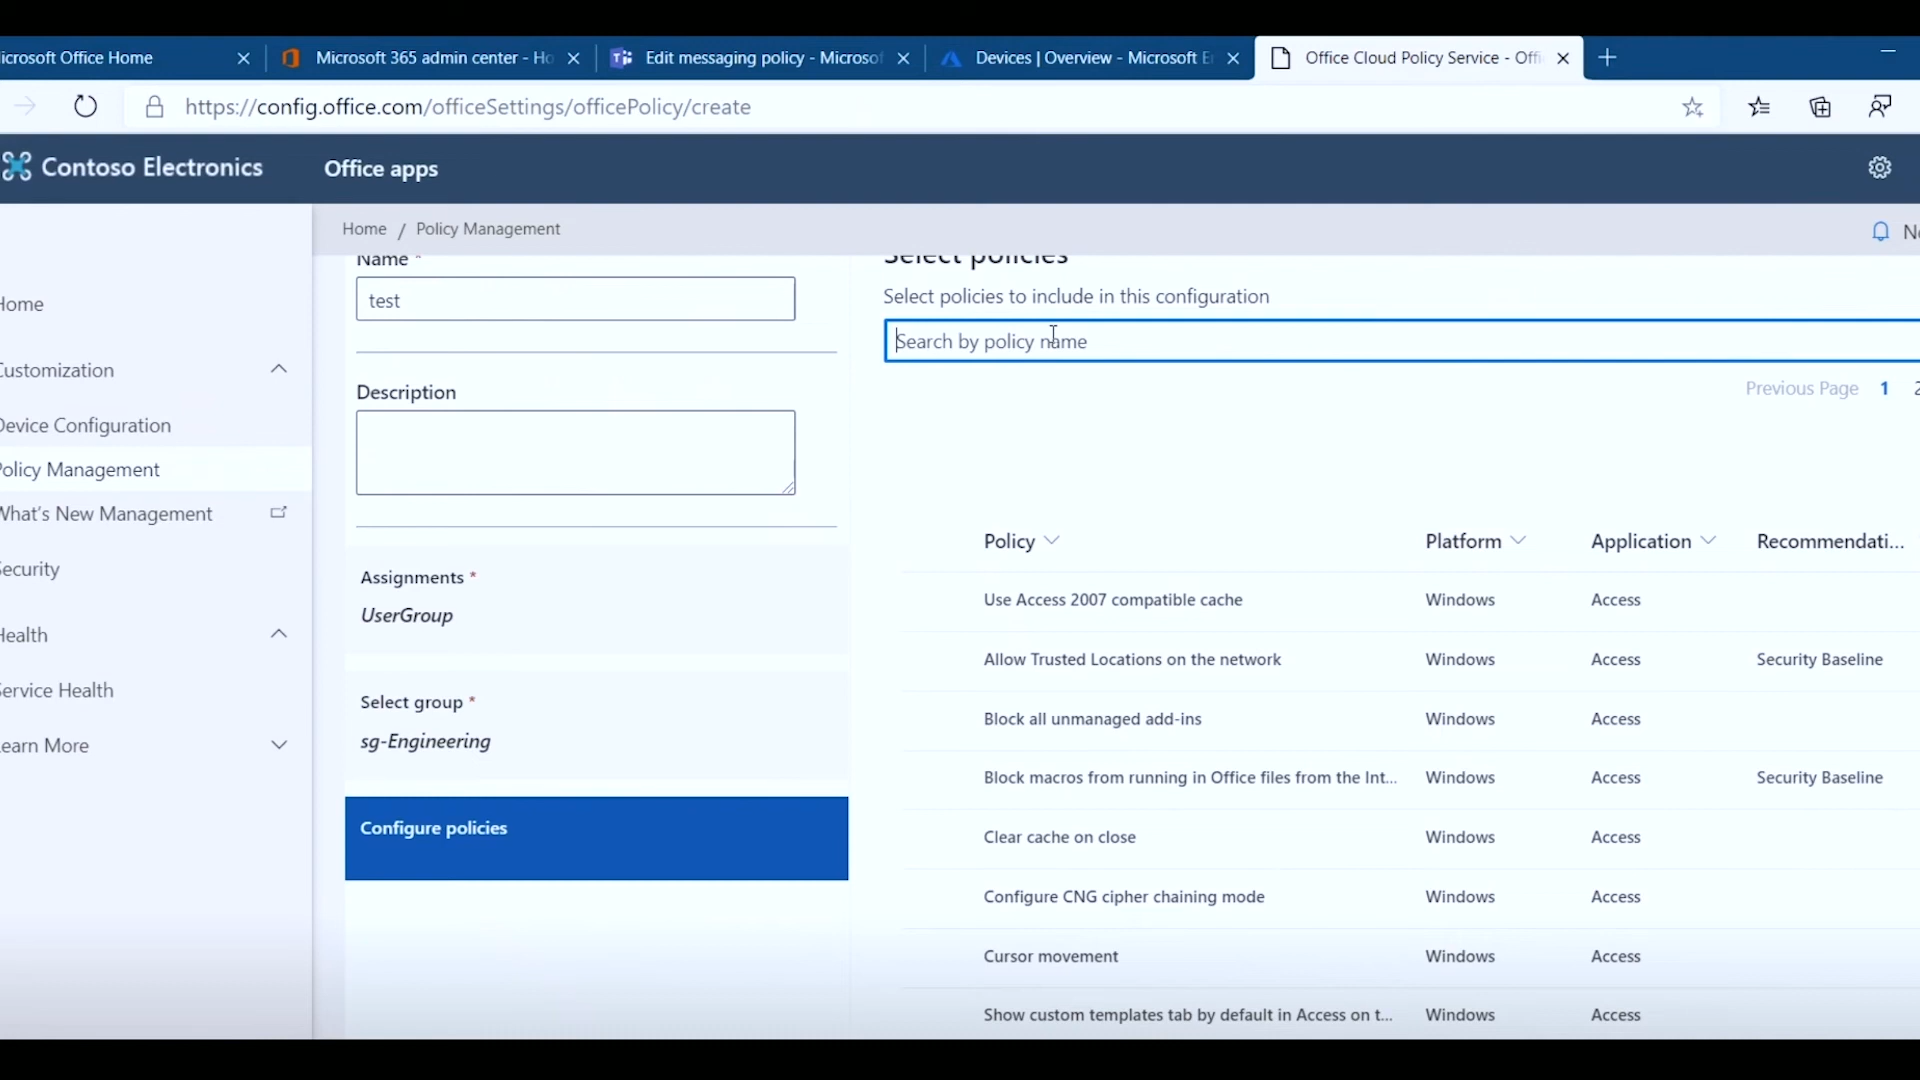 icrosoft Office Home
Microsoft 365 admin center - Ho
Edit messaging policy - Microsof
Devices | Overview - Microsoft E
Office Cloud Policy Service - Offi
https://config.office.com/officeSettings/officePolicy/create
Contoso Electronics
Office apps
Home / Policy Management
Home
Customization
Device Configuration
Policy Management
What's New Management
Security
Health
Service Health
Learn More
Name *
test
Description
Assignments *
UserGroup
Select group *
sg-Engineering
Configure policies
Select policies
Select policies to include in this configuration
Search by policy name
Previous Page 1 2
Policy Platform Application Recommendati...
Use Access 2007 compatible cache Windows Access
Allow Trusted Locations on the network Windows Access Security Baseline
Block all unmanaged add-ins Windows Access
Block macros from running in Office files from the Int... Windows Access Security Baseline
Clear cache on close Windows Access
Configure CNG cipher chaining mode Windows Access
Cursor movement Windows Access
Show custom templates tab by default in Access on t... Windows Access